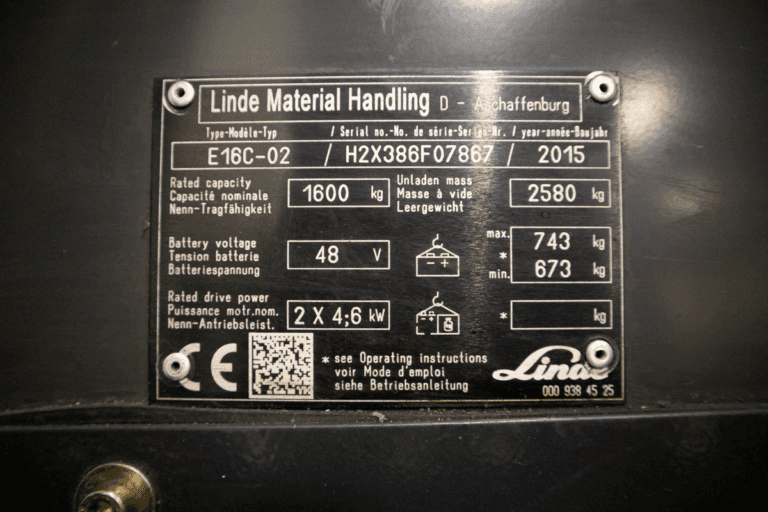 Linde Material Handling D - Aschaffenburg
Type-Modèle-Typ / Serial no.-No. de série-Serien-Nr. / year-année-Baujahr
E16C-02 / H2X386F07867 / 2015
Rated capacity
Capacité nominale
Nenn-Tragfähigkeit
1600 kg
Unladen mass
Masse à vide
Leergewicht
2580 kg
Battery voltage
Tension batterie
Batteriespannung
48 V
max. 743 kg
*
min. 673 kg
Rated drive power
Puissance motr.nom.
Nenn-Antriebsleist.
2 X 4;6 kW
* kg
CE
* see Operating instructions
voir Mode d'emploi
siehe Betriebsanleitung
Linde
000 938 45 25